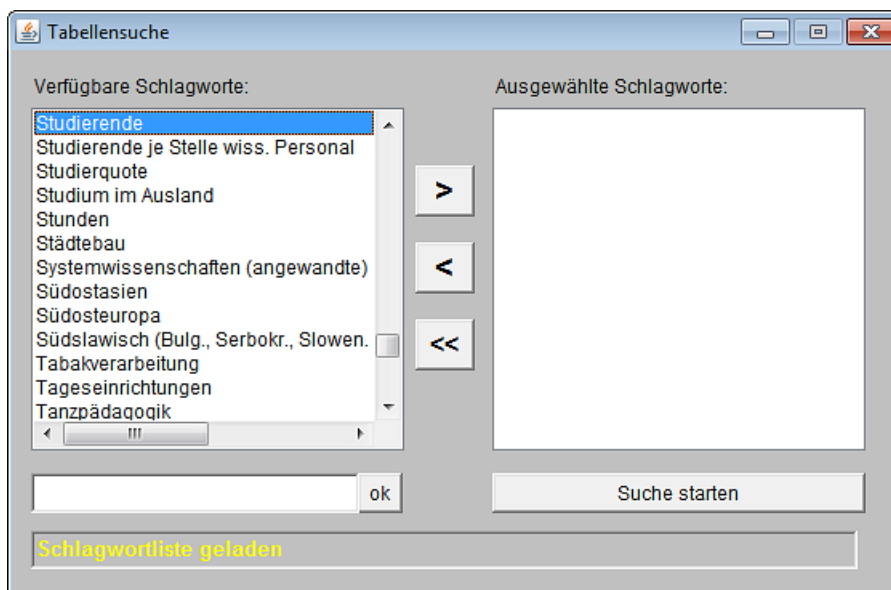 Tabellensuche
Verfügbare Schlagworte:
Ausgewählte Schlagworte:
Studierende
Studierende je Stelle wiss. Personal
Studierquote
Studium im Ausland
Stunden
Städtebau
Systemwissenschaften (angewandte)
Südostasien
Südosteuropa
Südslawisch (Bulg., Serbokr., Slowen.
Tabakverarbeitung
Tageseinrichtungen
Tanzpädagogik
>
<
<<
ok
Suche starten
Schlagwortliste geladen